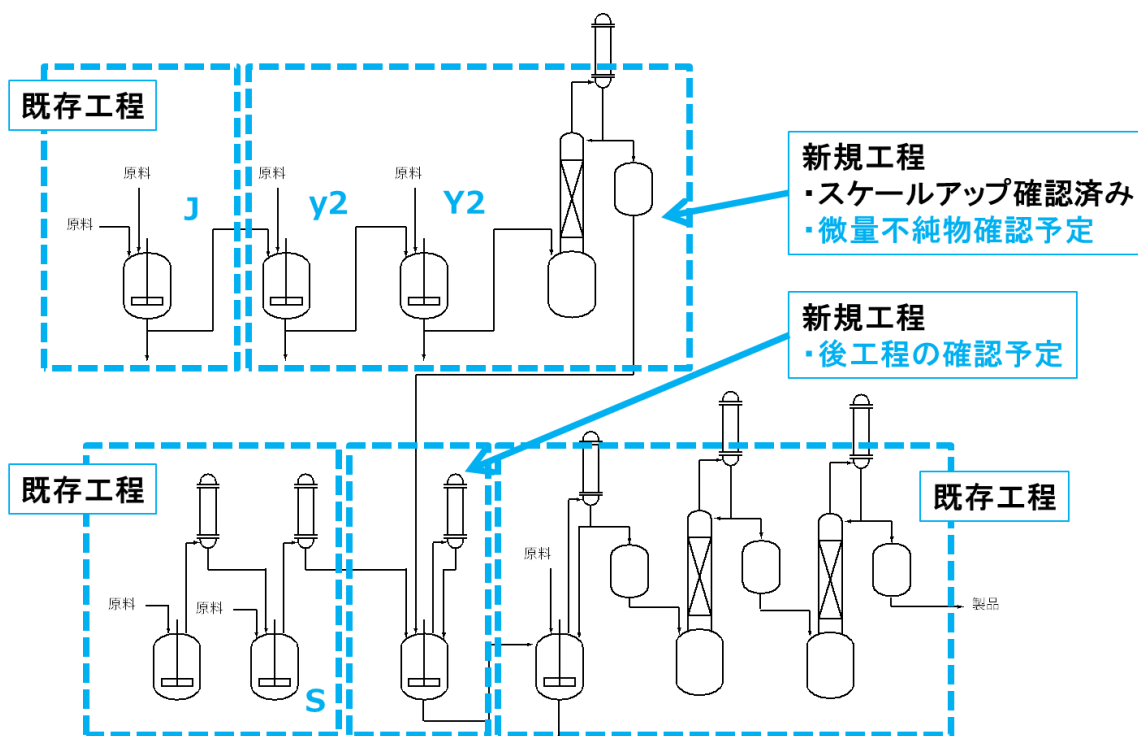 既存工程
原料
原料
J
原料
y2
原料
Y2
新規工程
・スケールアップ確認済み
・微量不純物確認予定
新規工程
・後工程の確認予定
既存工程
原料
原料
S
原料
既存工程
製品